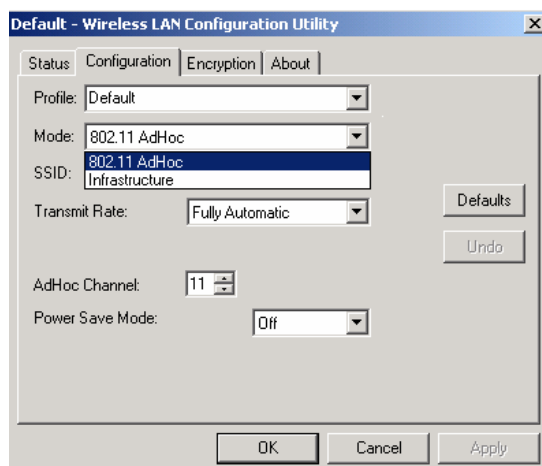 Default - Wireless LAN Configuration Utility
Status Configuration Encryption About
Profile: Default
Mode: 802.11 AdHoc
802.11 AdHoc
SSID:
Infrastructure
Transmit Rate: Fully Automatic
Defaults
Undo
AdHoc Channel: 11
Power Save Mode: Off
OK Cancel Apply